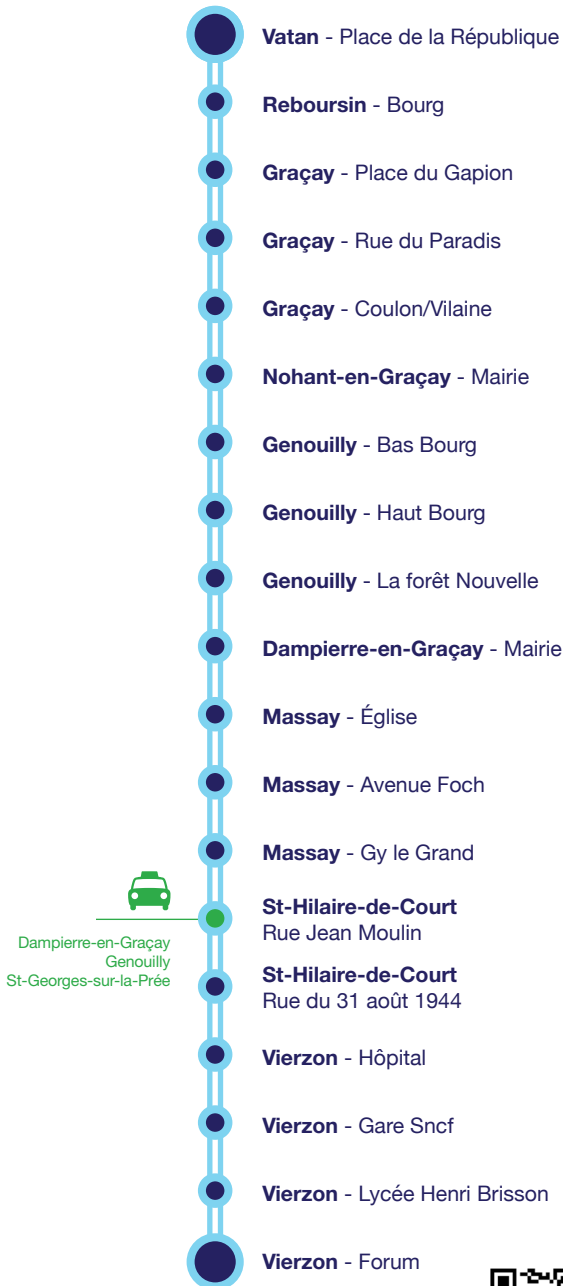 Vatan - Place de la République
Reboursin - Bourg
Graçay - Place du Gapion
Graçay - Rue du Paradis
Graçay - Coulon/Vilaine
Nohant-en-Graçay - Mairie
Genouilly - Bas Bourg
Genouilly - Haut Bourg
Genouilly - La forêt Nouvelle
Dampierre-en-Graçay - Mairie
Massay - Église
Massay - Avenue Foch
Massay - Gy le Grand
St-Hilaire-de-Court
Rue Jean Moulin
Dampierre-en-Graçay
Genouilly
St-Georges-sur-la-Prée
St-Hilaire-de-Court
Rue du 31 août 1944
Vierzon - Hôpital
Vierzon - Gare Sncf
Vierzon - Lycée Henri Brisson
Vierzon - Forum